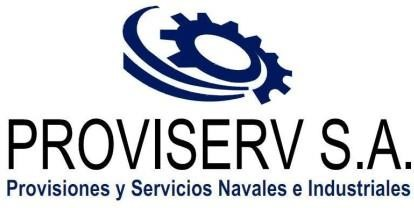 PROVISERV S.A.
Provisiones y Servicios Navales e Industriales